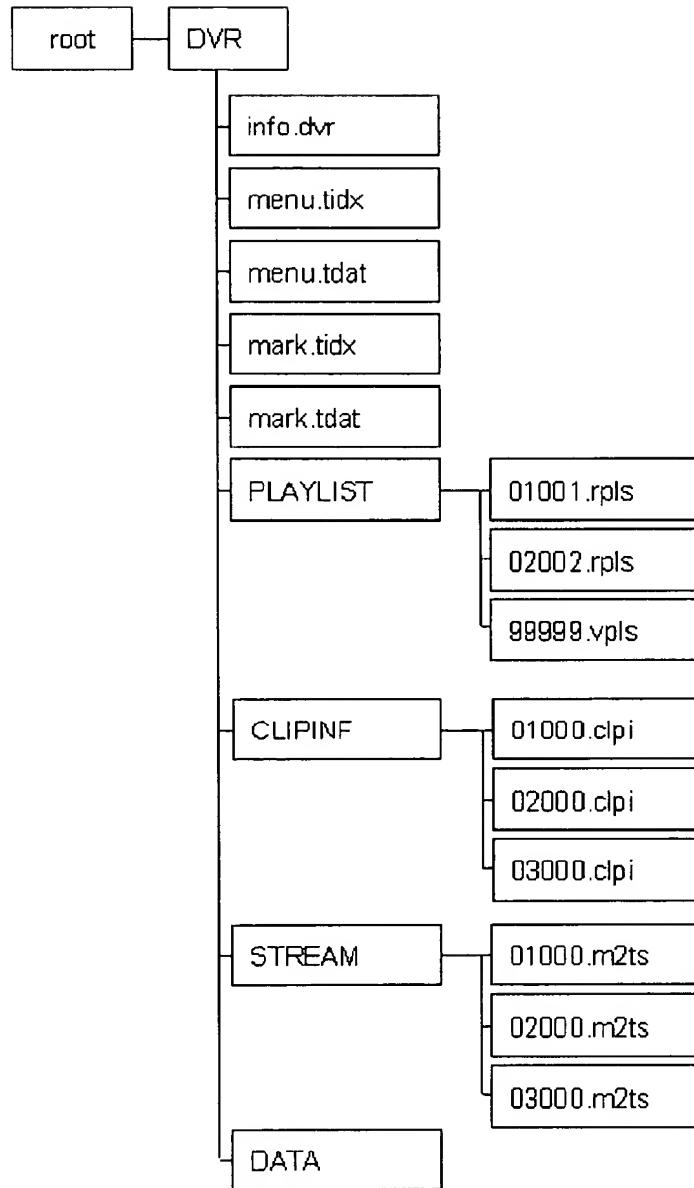 root
DVR
info.dvr
menu.tidx
menu.tdat
mark.tidx
mark.tdat
PLAYLIST
01001.rpls
02002.rpls
99999.vpls
CLIPINF
01000.clpi
02000.clpi
03000.clpi
STREAM
01000.m2ts
02000.m2ts
03000.m2ts
DATA